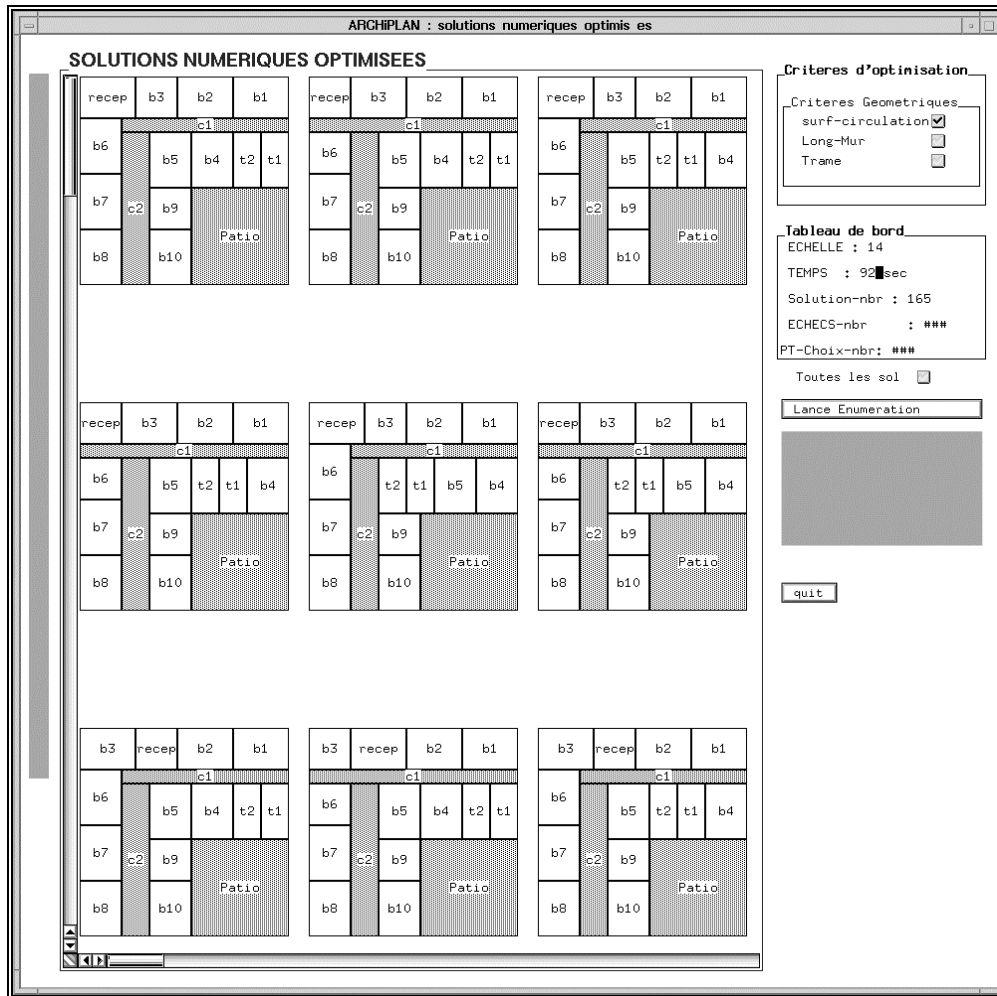 ARCHiPLAN : solutions numeriques optimis es
SOLUTIONS NUMERIQUES OPTIMISEES
recep b3 b2 b1
c1
b6 b5 b4 t2 t1
b7 c2 b9
Patio
b8 b10
recep b3 b2 b1
c1
b6 b5 b4 t2 t1
b7 c2 b9
Patio
b8 b10
recep b3 b2 b1
c1
b6 b5 t2 t1 b4
b7 c2 b9
Patio
b8 b10
recep b3 b2 b1
c1
b6 b5 t2 t1 b4
b7 c2 b9
Patio
b8 b10
recep b3 b2 b1
c1
b6 t2 t1 b5 b4
b7 c2 b9
Patio
b8 b10
recep b3 b2 b1
c1
b6 t2 t1 b5 b4
b7 c2 b9
Patio
b8 b10
b3 recep b2 b1
c1
b6 b5 b4 t2 t1
b7 c2 b9
Patio
b8 b10
b3 recep b2 b1
c1
b6 b5 b4 t2 t1
b7 c2 b9
Patio
b8 b10
b3 recep b2 b1
c1
b6 b5 t2 t1 b4
b7 c2 b9
Patio
b8 b10
Criteres d'optimisation
Criteres Geometriques
surf-circulation
Long-Mur
Trame
Tableau de bord
ECHELLE : 14
TEMPS : 92 sec
Solution-nbr : 165
ECHECS-nbr : ###
PT-Choix-nbr: ###
Toutes les sol
Lance Enumeration
quit